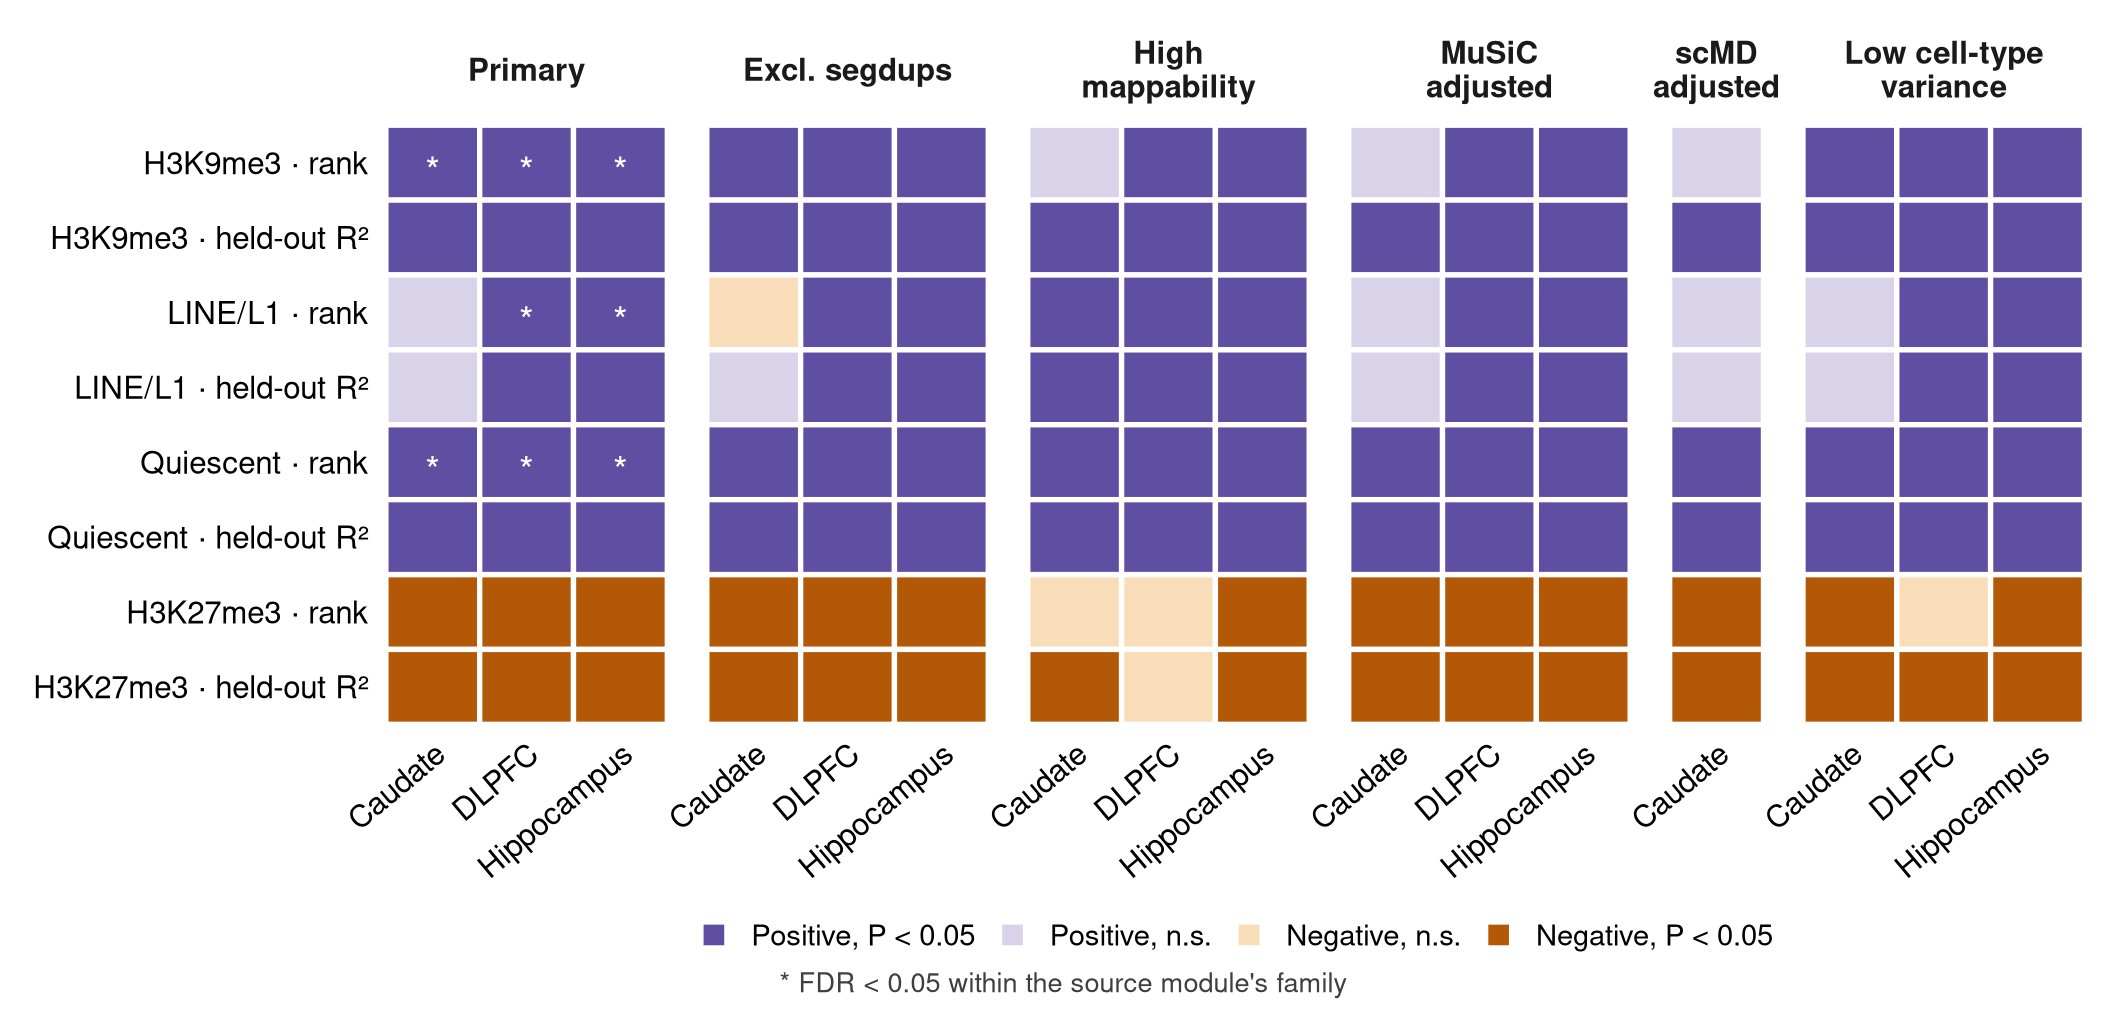 Primary
Excl. segdups
High
mappability
MuSiC
adjusted
scMD
adjusted
Low cell-type
variance
H3K9me3 · rank
* * *
H3K9me3 · held-out R²
LINE/L1 · rank
* *
LINE/L1 · held-out R²
Quiescent · rank
* * *
Quiescent · held-out R²
H3K27me3 · rank
H3K27me3 · held-out R²
Caudate
DLPFC
Hippocampus
Caudate
DLPFC
Hippocampus
Caudate
DLPFC
Hippocampus
Caudate
DLPFC
Hippocampus
Caudate
Caudate
DLPFC
Hippocampus
Positive, P < 0.05
Positive, n.s.
Negative, n.s.
Negative, P < 0.05
* FDR < 0.05 within the source module's family